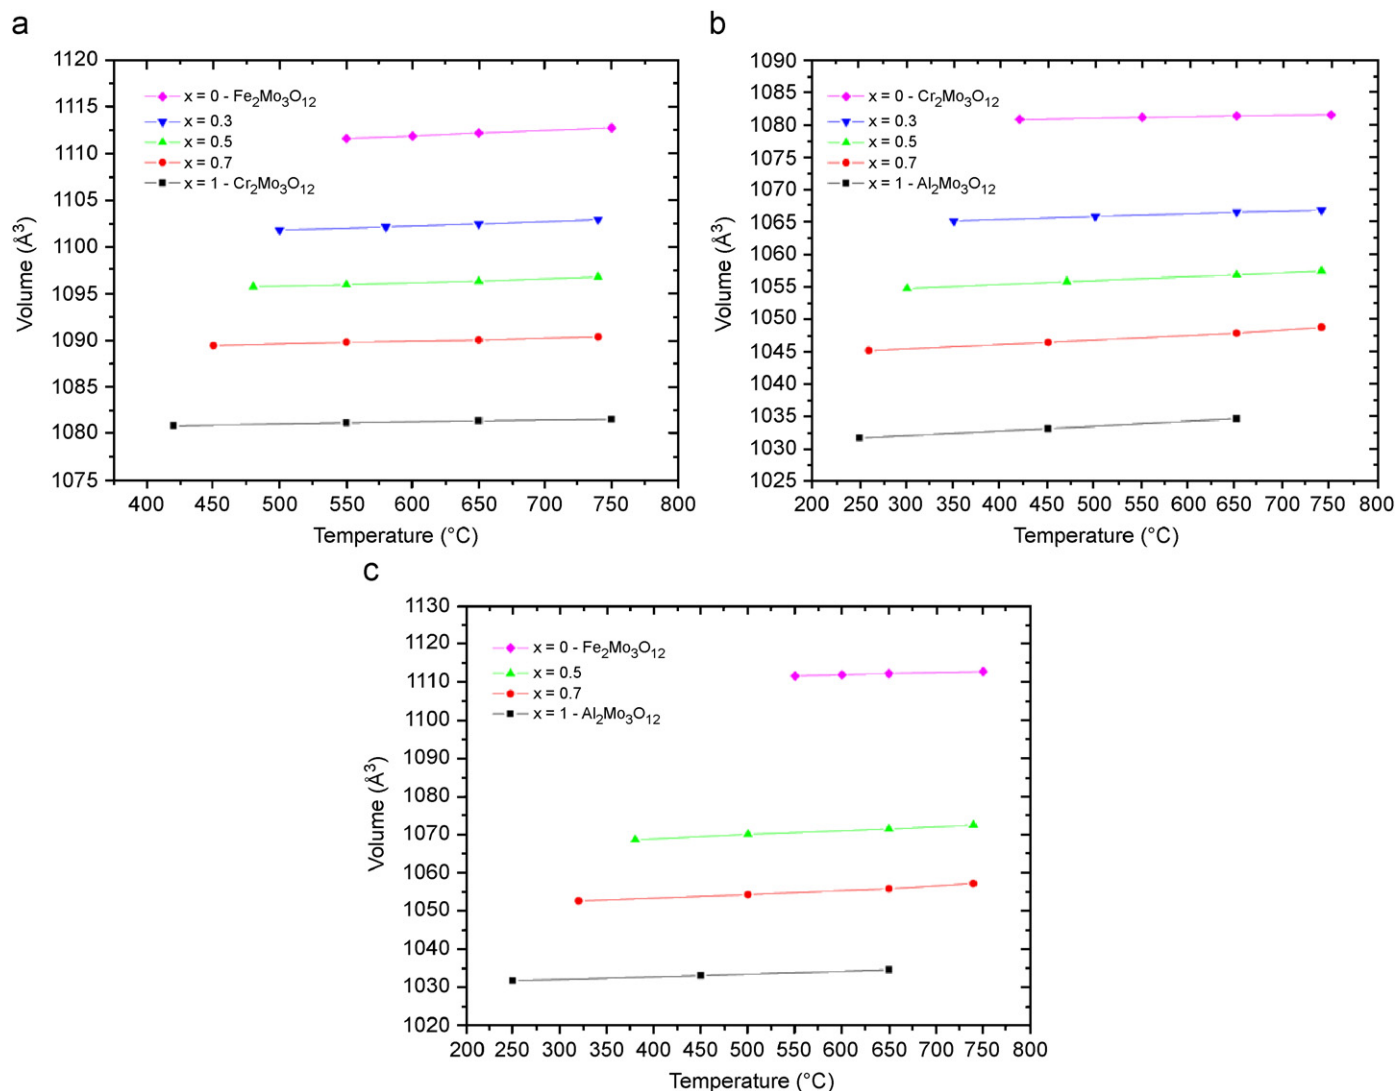 a
1120
1115
1110
1105
1100
1095
1090
1085
1080
1075
Volume (Å³)
x = 0 - Fe₂Mo₃O₁₂
x = 0.3
x = 0.5
x = 0.7
x = 1 - Cr₂Mo₃O₁₂
400 450 500 550 600 650 700 750 800
Temperature (°C)
b
1090
1085
1080
1075
1070
1065
1060
1055
1050
1045
1040
1035
1030
1025
Volume (Å³)
x = 0 - Cr₂Mo₃O₁₂
x = 0.3
x = 0.5
x = 0.7
x = 1 - Al₂Mo₃O₁₂
200 250 300 350 400 450 500 550 600 650 700 750 800
Temperature (°C)
c
1130
1120
1110
1100
1090
1080
1070
1060
1050
1040
1030
1020
Volume (Å³)
x = 0 - Fe₂Mo₃O₁₂
x = 0.5
x = 0.7
x = 1 - Al₂Mo₃O₁₂
200 250 300 350 400 450 500 550 600 650 700 750 800
Temperature (°C)